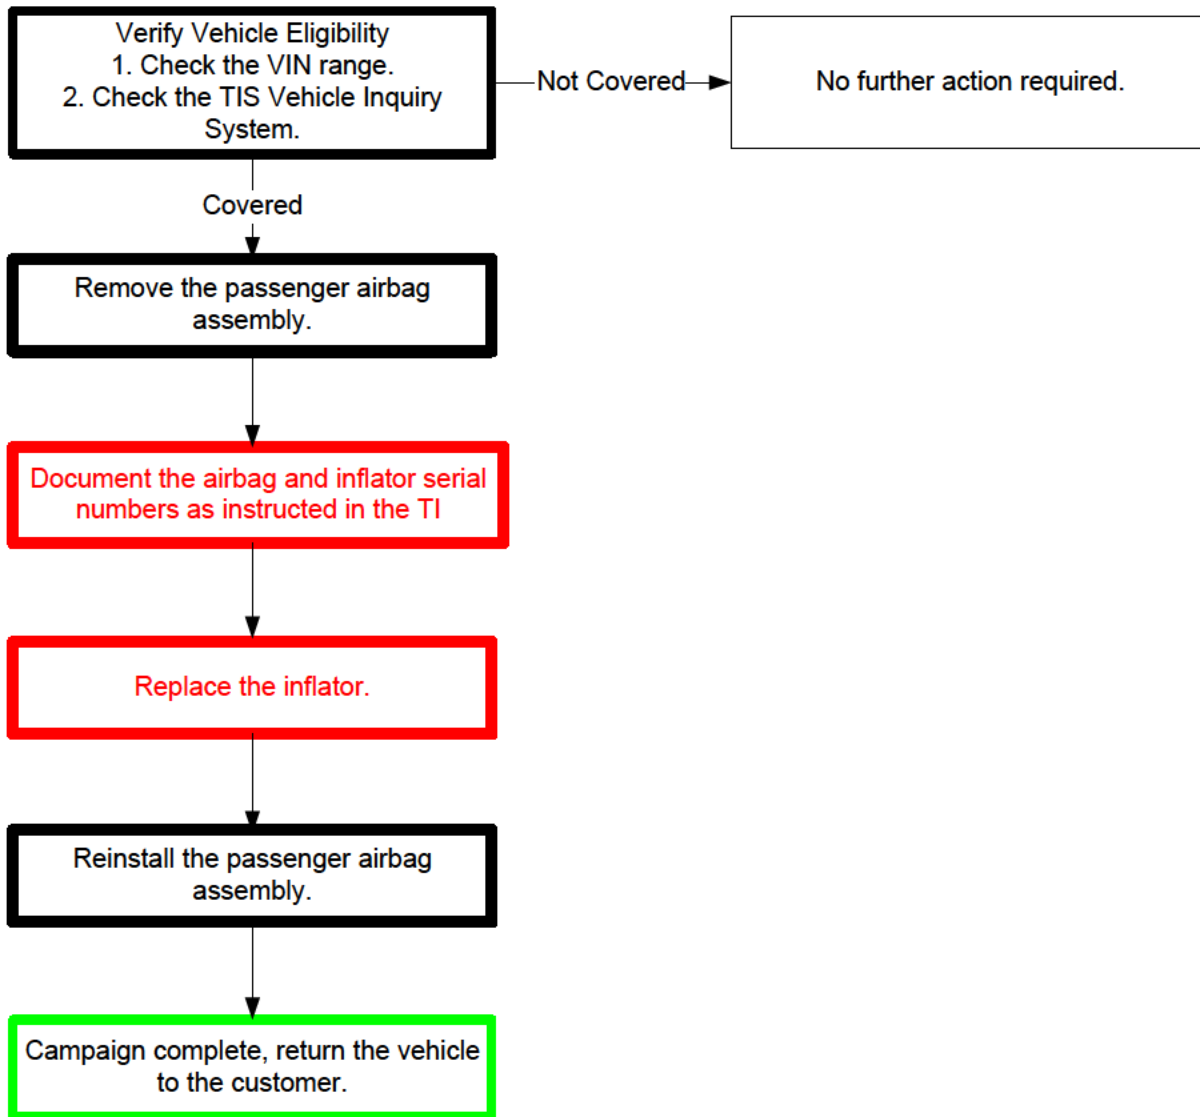 Verify Vehicle Eligibility
1. Check the VIN range.
2. Check the TIS Vehicle Inquiry
System.
Not Covered
No further action required.
Covered
Remove the passenger airbag
assembly.
Document the airbag and inflator serial
numbers as instructed in the TI
Replace the inflator.
Reinstall the passenger airbag
assembly.
Campaign complete, return the vehicle
to the customer.